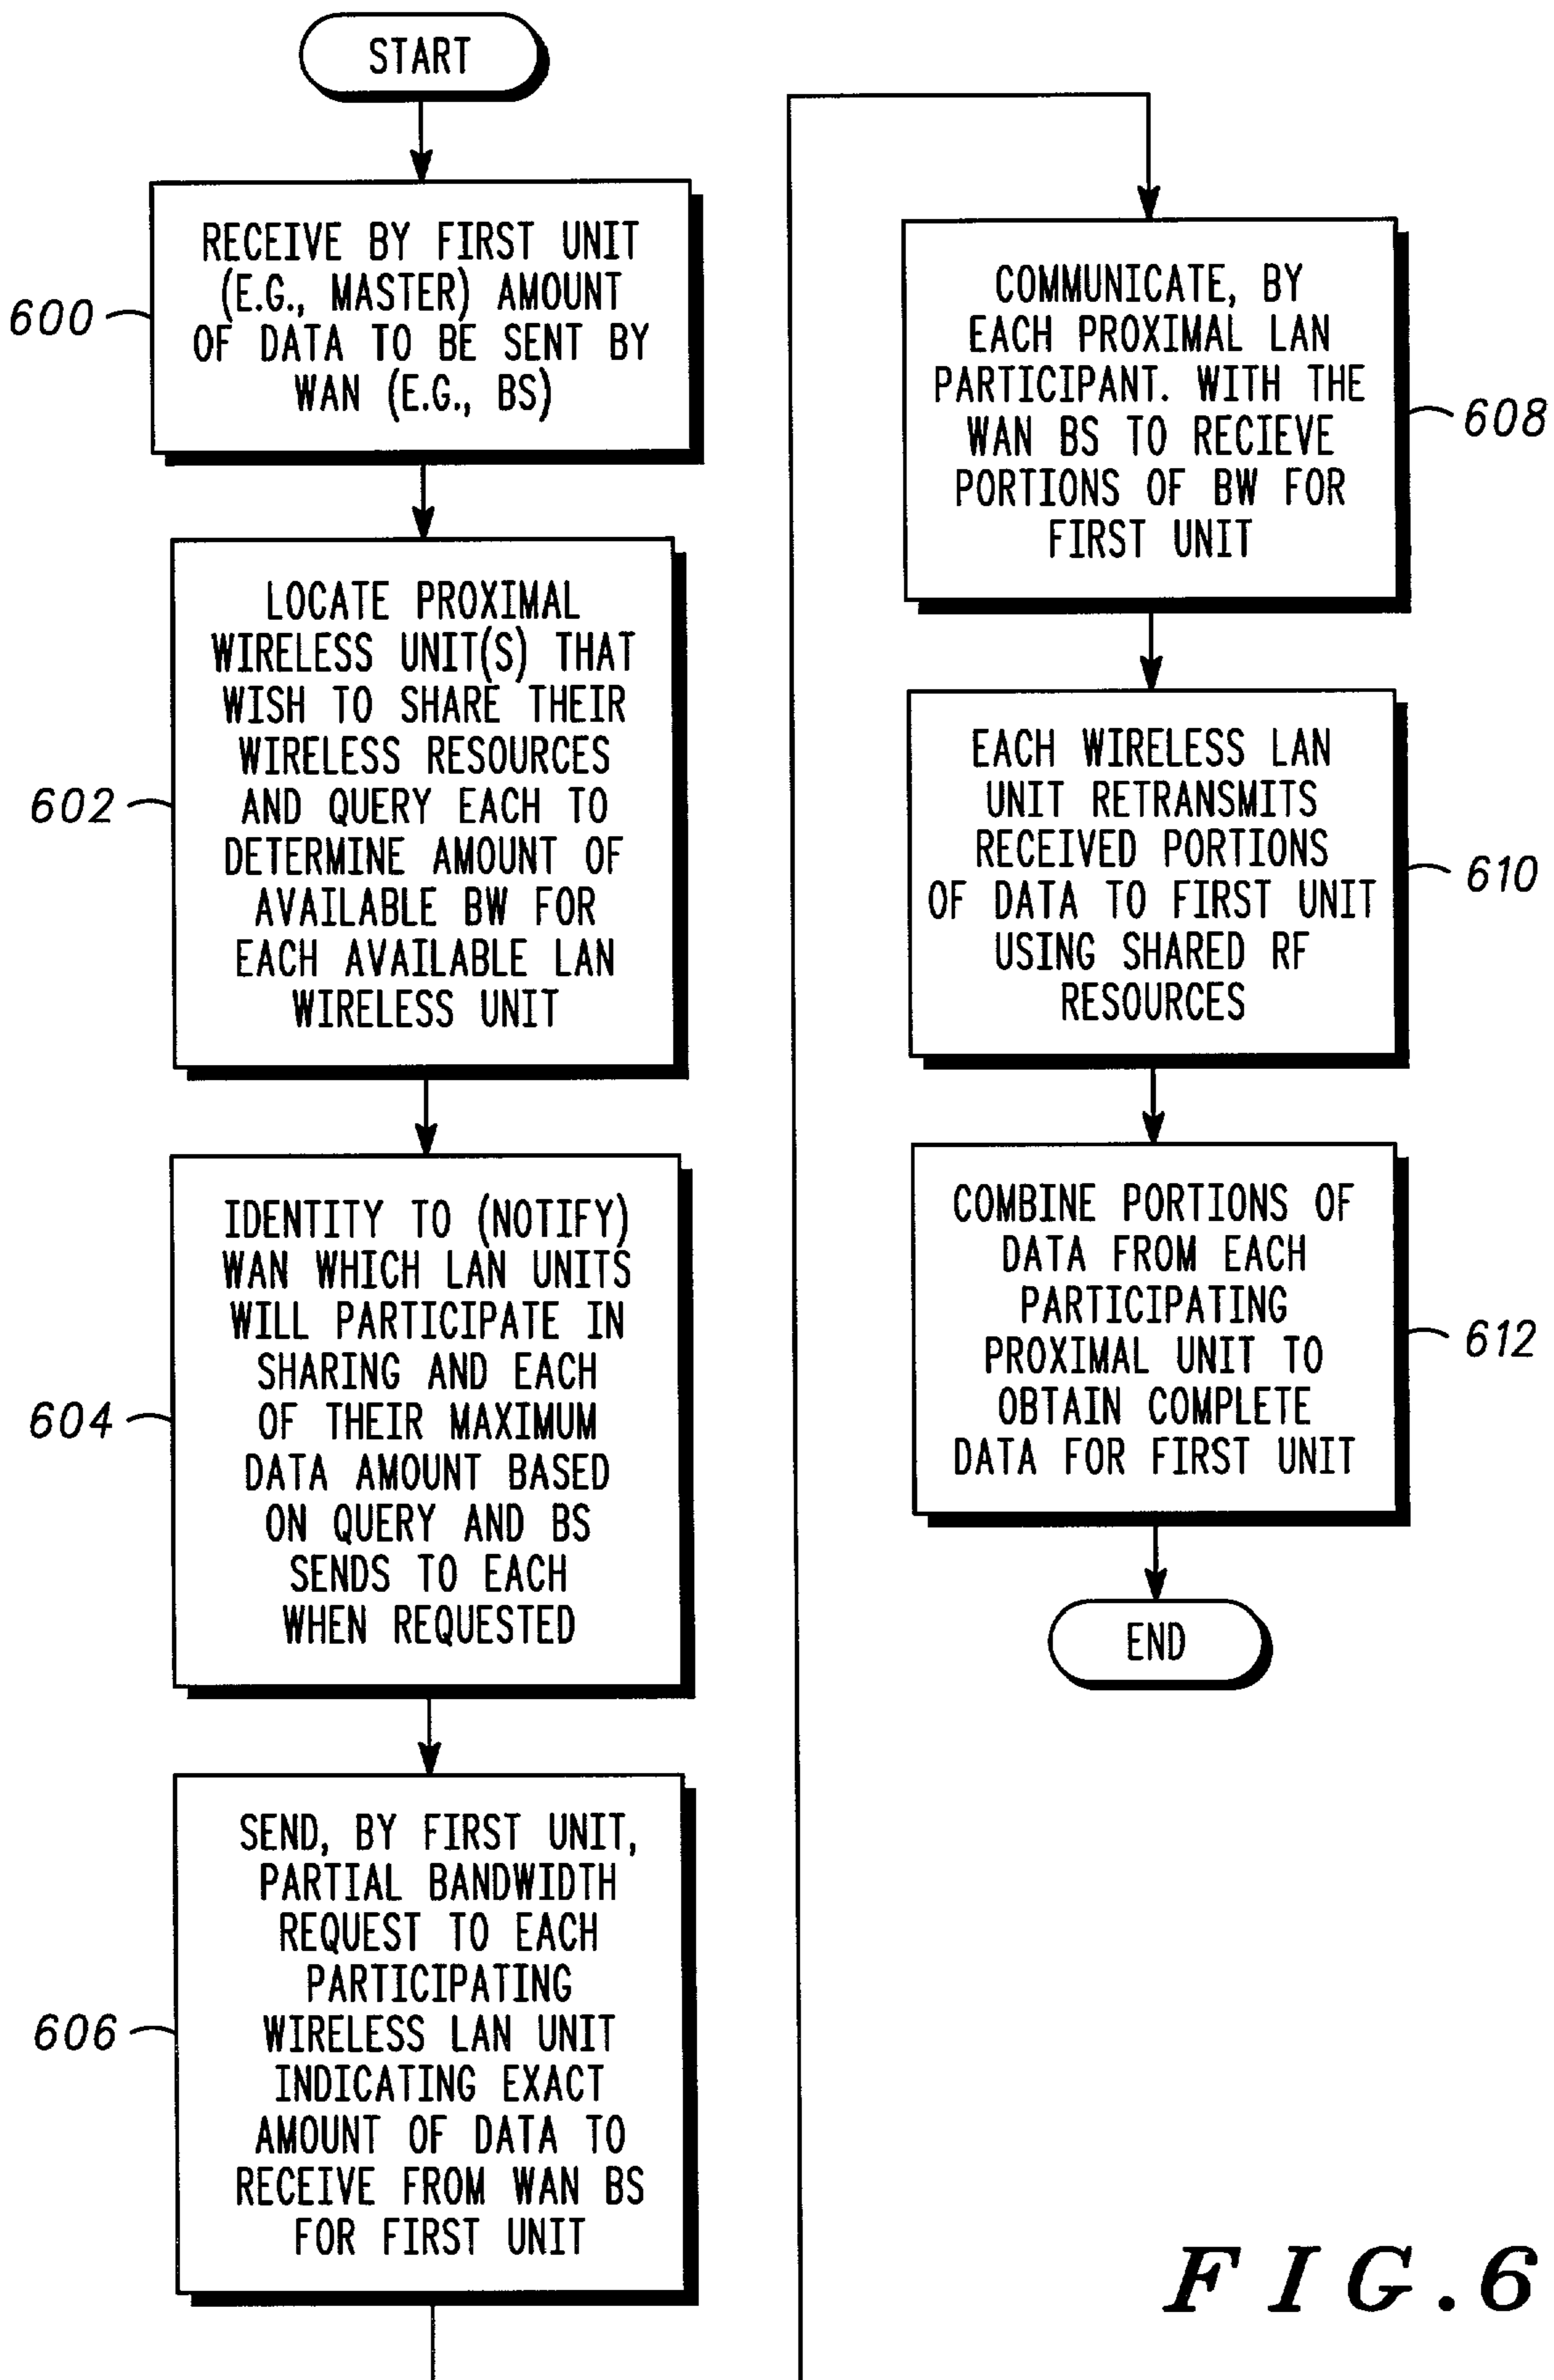 START
600
RECEIVE BY FIRST UNIT
(E.G., MASTER) AMOUNT
OF DATA TO BE SENT BY
WAN (E.G., BS)
602
LOCATE PROXIMAL
WIRELESS UNIT(S) THAT
WISH TO SHARE THEIR
WIRELESS RESOURCES
AND QUERY EACH TO
DETERMINE AMOUNT OF
AVAILABLE BW FOR
EACH AVAILABLE LAN
WIRELESS UNIT
604
IDENTITY TO (NOTIFY)
WAN WHICH LAN UNITS
WILL PARTICIPATE IN
SHARING AND EACH
OF THEIR MAXIMUM
DATA AMOUNT BASED
ON QUERY AND BS
SENDS TO EACH
WHEN REQUESTED
606
SEND, BY FIRST UNIT,
PARTIAL BANDWIDTH
REQUEST TO EACH
PARTICIPATING
WIRELESS LAN UNIT
INDICATING EXACT
AMOUNT OF DATA TO
RECEIVE FROM WAN BS
FOR FIRST UNIT
COMMUNICATE, BY
EACH PROXIMAL LAN
PARTICIPANT. WITH THE
WAN BS TO RECIEVE
PORTIONS OF BW FOR
FIRST UNIT
608
EACH WIRELESS LAN
UNIT RETRANSMITS
RECEIVED PORTIONS
OF DATA TO FIRST UNIT
USING SHARED RF
RESOURCES
610
COMBINE PORTIONS OF
DATA FROM EACH
PARTICIPATING
PROXIMAL UNIT TO
OBTAIN COMPLETE
DATA FOR FIRST UNIT
612
END
FIG.6